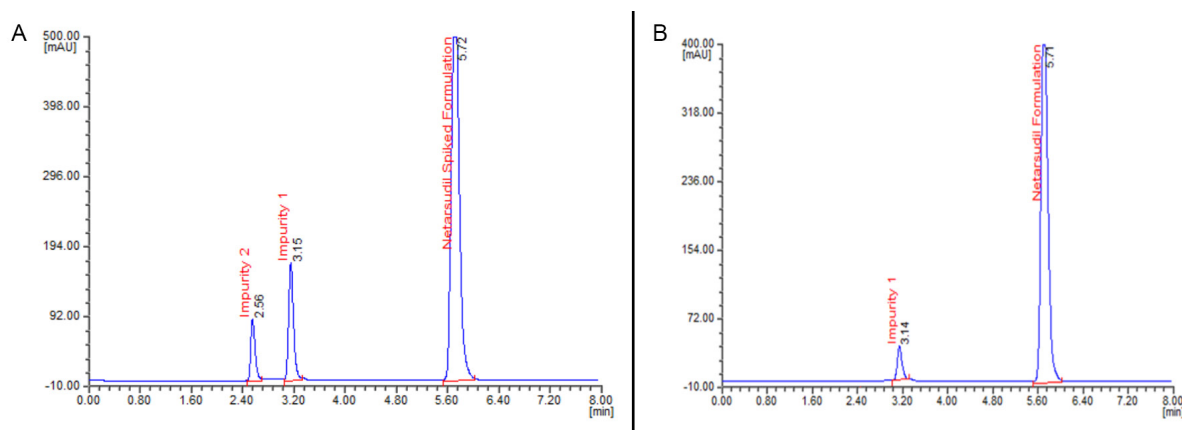 A
500.00
[mAU]
398.00
296.00
194.00
92.00
-10.00
0.00 0.80 1.60 2.40 3.20 4.00 4.80 5.60 6.40 7.20 8.00
[min]
Impurity 2
2.56
Impurity 1
3.15
Netarsudil Spiked Formulation
5.72
B
400.00
[mAU]
318.00
236.00
154.00
72.00
-10.00
0.00 0.80 1.60 2.40 3.20 4.00 4.80 5.60 6.40 7.20 8.00
[min]
Impurity 1
3.14
Netarsudil Formulation
5.71